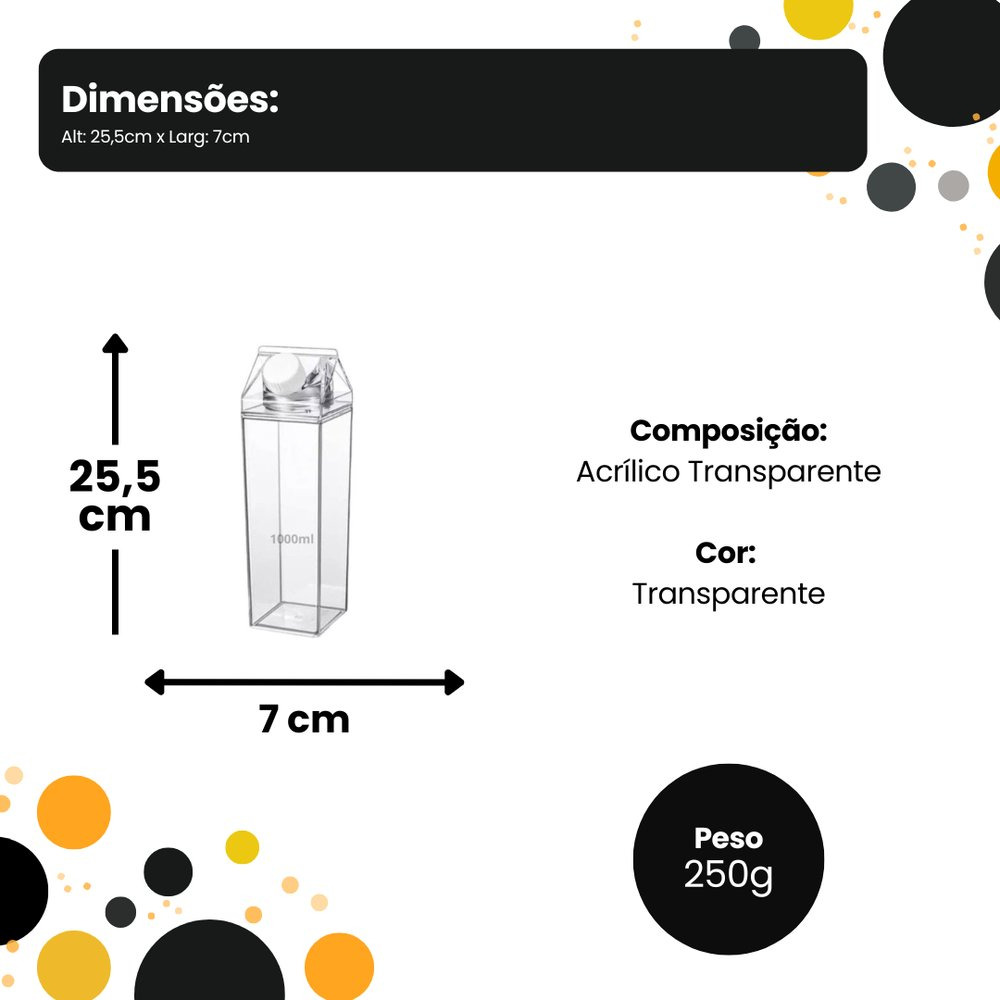 Dimensões:
Alt: 25,5cm x Larg: 7cm
25,5
cm
1000ml
7 cm
Composição:
Acrílico Transparente
Cor:
Transparente
Peso
250g